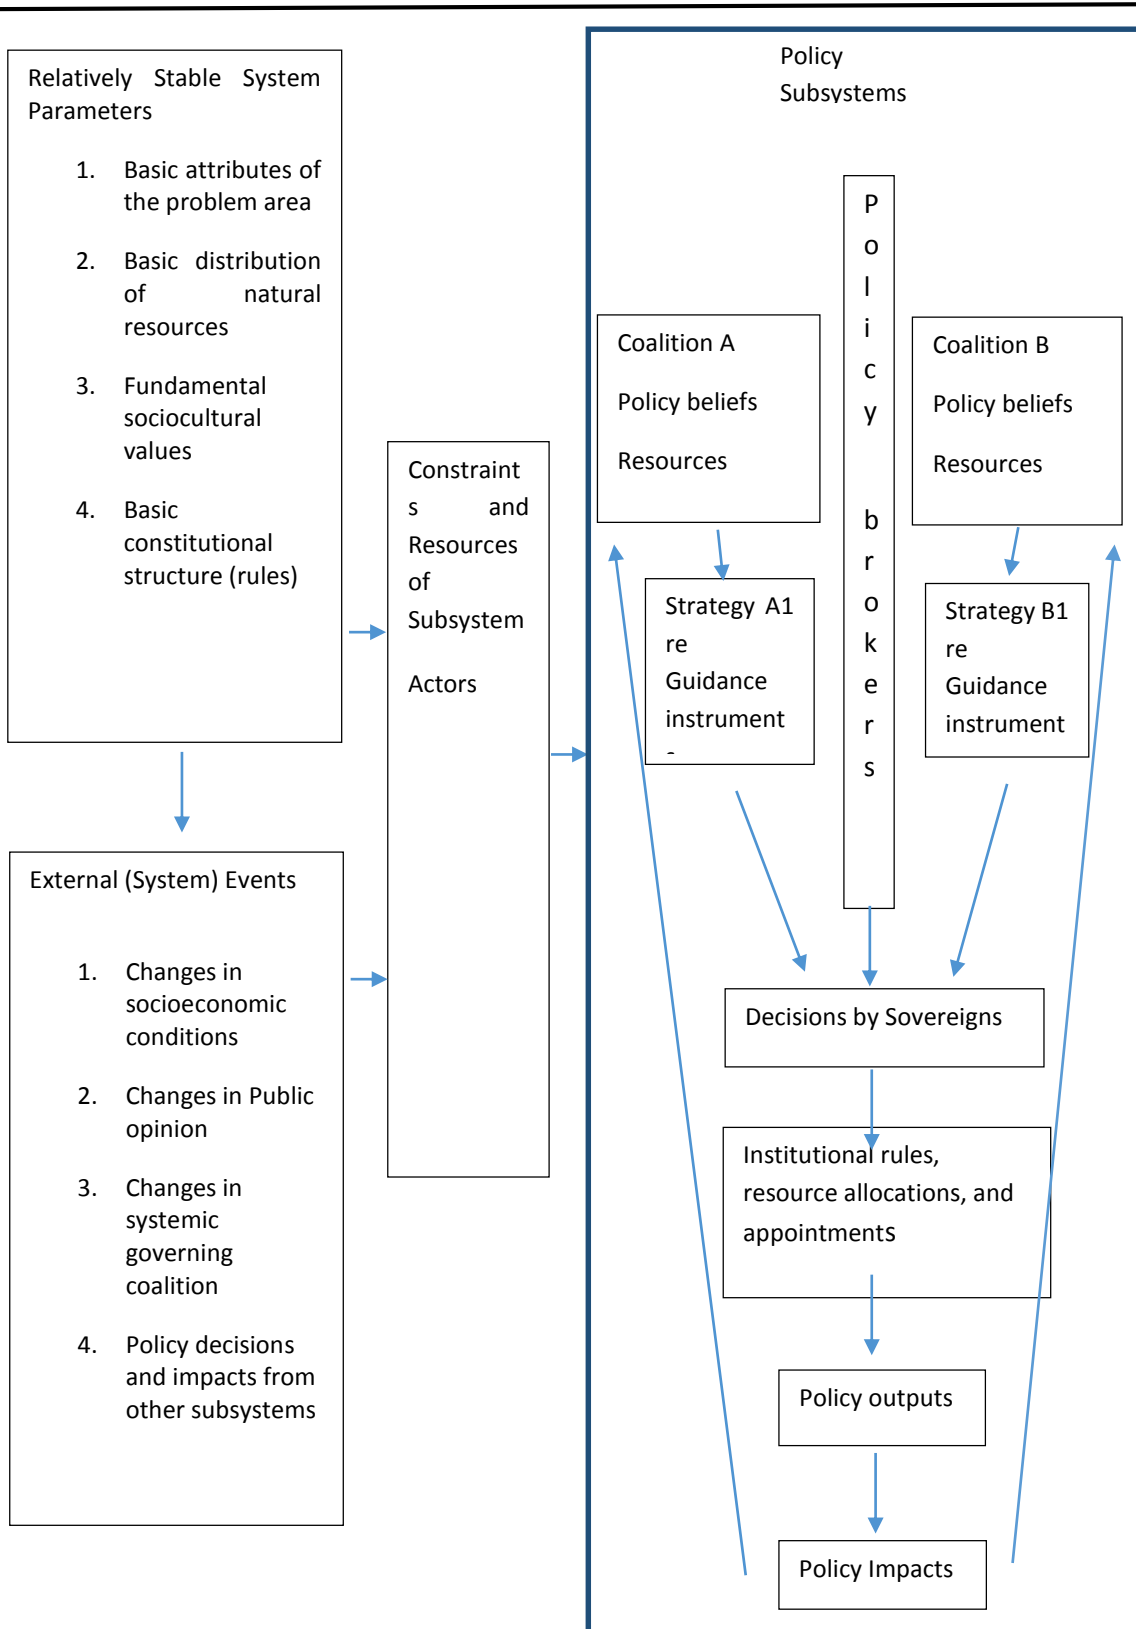 Relatively Stable System
Parameters
1. Basic attributes of
the problem area
2. Basic distribution
of natural
resources
3. Fundamental
sociocultural
values
4. Basic
constitutional
structure (rules)
External (System) Events
1. Changes in
socioeconomic
conditions
2. Changes in Public
opinion
3. Changes in
systemic
governing
coalition
4. Policy decisions
and impacts from
other subsystems
Constraint
s and
Resources
of
Subsystem
Actors
Policy
Subsystems
Coalition A
Policy beliefs
Resources
Strategy A1
re
Guidance
instrument
s
P
o
l
i
c
y
b
r
o
k
e
r
s
Coalition B
Policy beliefs
Resources
Strategy B1
re
Guidance
instrument
Decisions by Sovereigns
Institutional rules,
resource allocations, and
appointments
Policy outputs
Policy Impacts